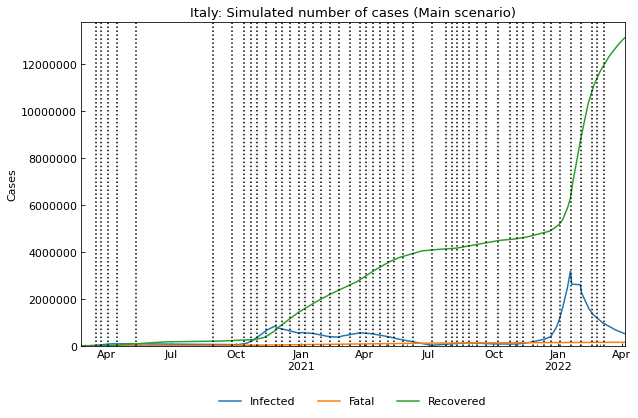 Italy: Simulated number of cases (Main scenario)
12000000
10000000
8000000
6000000
4000000
2000000
0
Cases
Apr Jul Oct Jan Apr Jul Oct Jan Apr
2021 2022
Infected Fatal Recovered